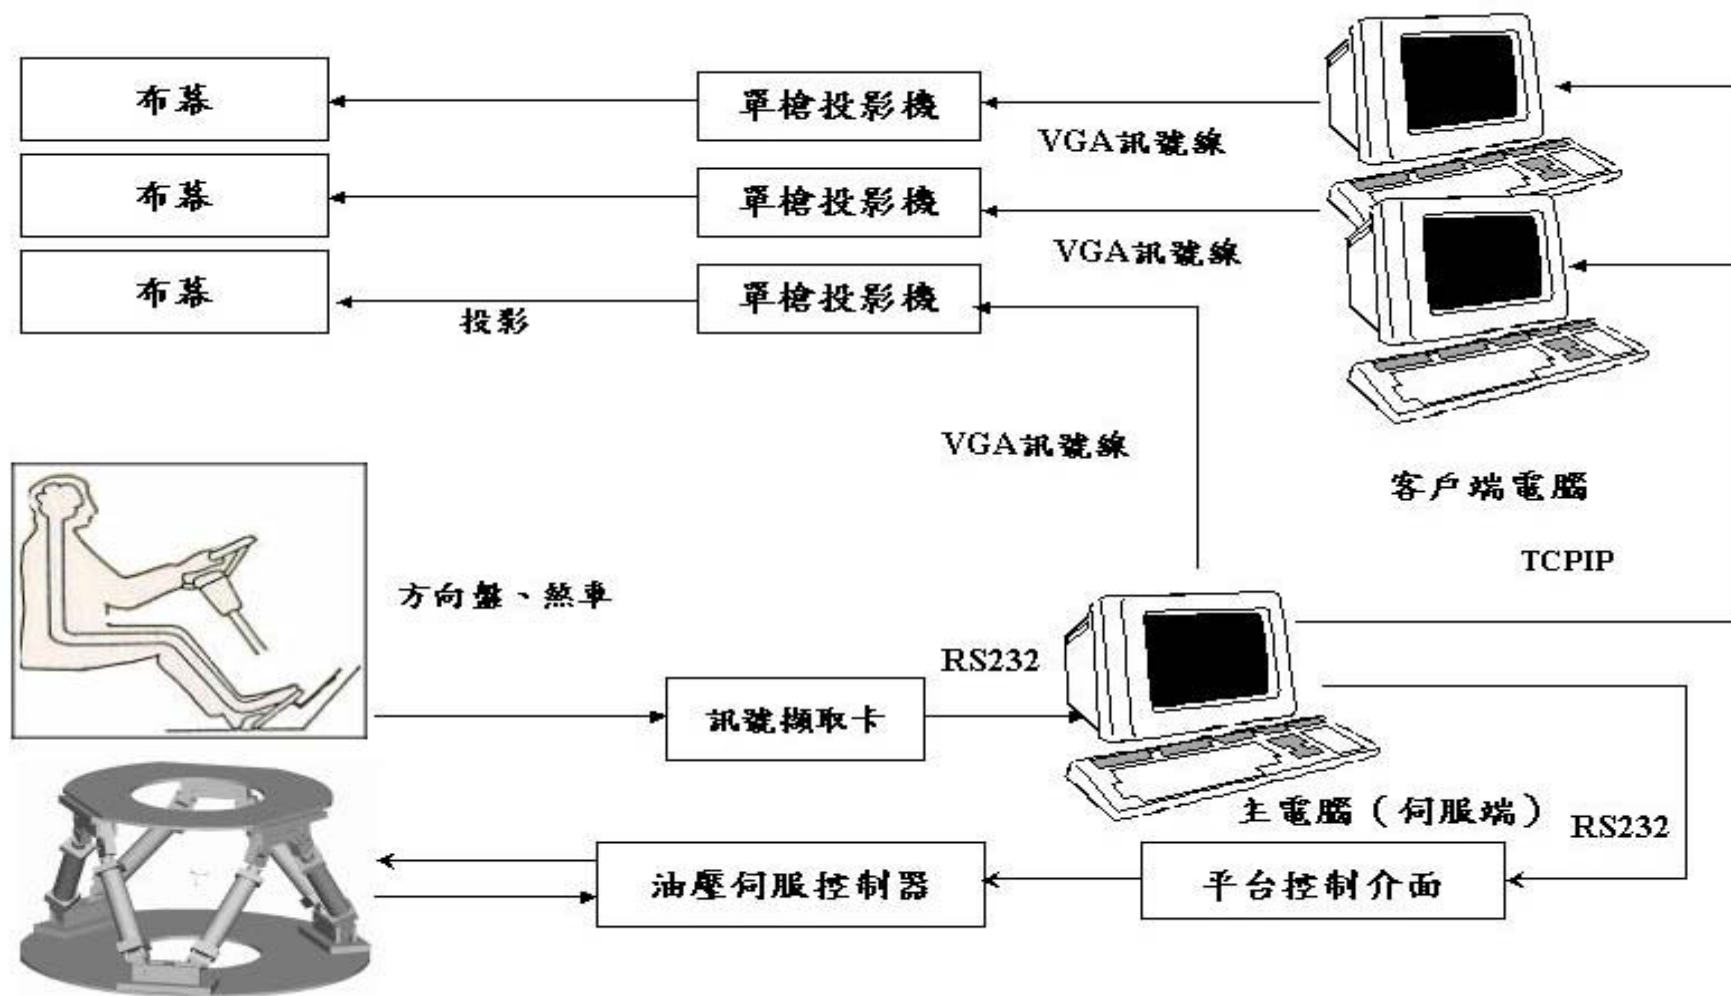 布幕
單槍投影機
VGA訊號線
布幕
單槍投影機
VGA訊號線
布幕
單槍投影機
投影
VGA訊號線
客戶端電腦
TCPIP
方向盤、煞車
RS232
訊號擷取卡
主電腦（伺服端）
RS232
油壓伺服控制器
平台控制介面